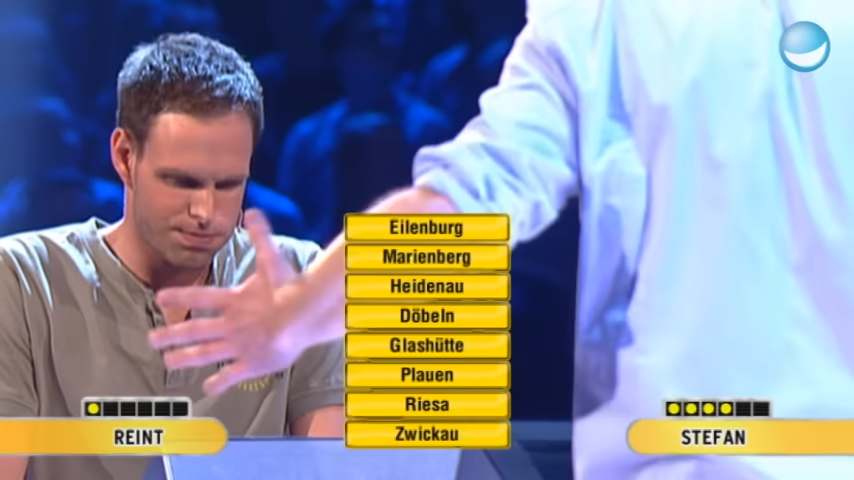 Eilenburg
Marienberg
Heidenau
Döbeln
Glashütte
Plauen
Riesa
Zwickau
REINT
STEFAN